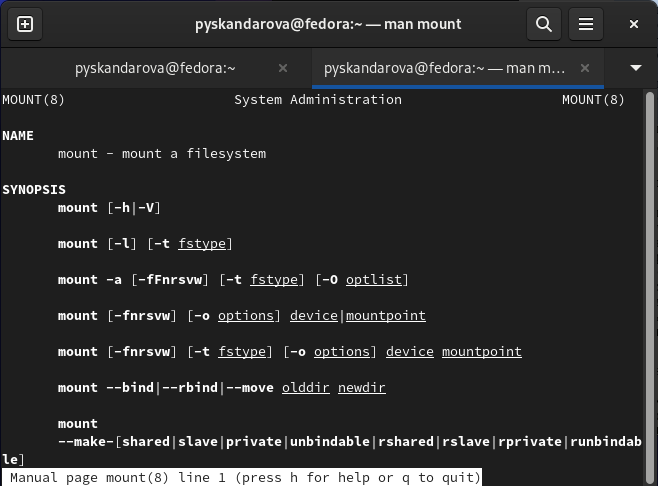 pyskandarova@fedora:~ — man mount
pyskandarova@fedora:~
pyskandarova@fedora:~ — man m…
MOUNT(8) System Administration MOUNT(8)
NAME
mount - mount a filesystem
SYNOPSIS
mount [-h|-V]
mount [-l] [-t fstype]
mount -a [-fFnrsvw] [-t fstype] [-O optlist]
mount [-fnrsvw] [-o options] device|mountpoint
mount [-fnrsvw] [-t fstype] [-o options] device mountpoint
mount --bind|--rbind|--move olddir newdir
mount
--make-[shared|slave|private|unbindable|rshared|rslave|rprivate|runbindab
le]
Manual page mount(8) line 1 (press h for help or q to quit)